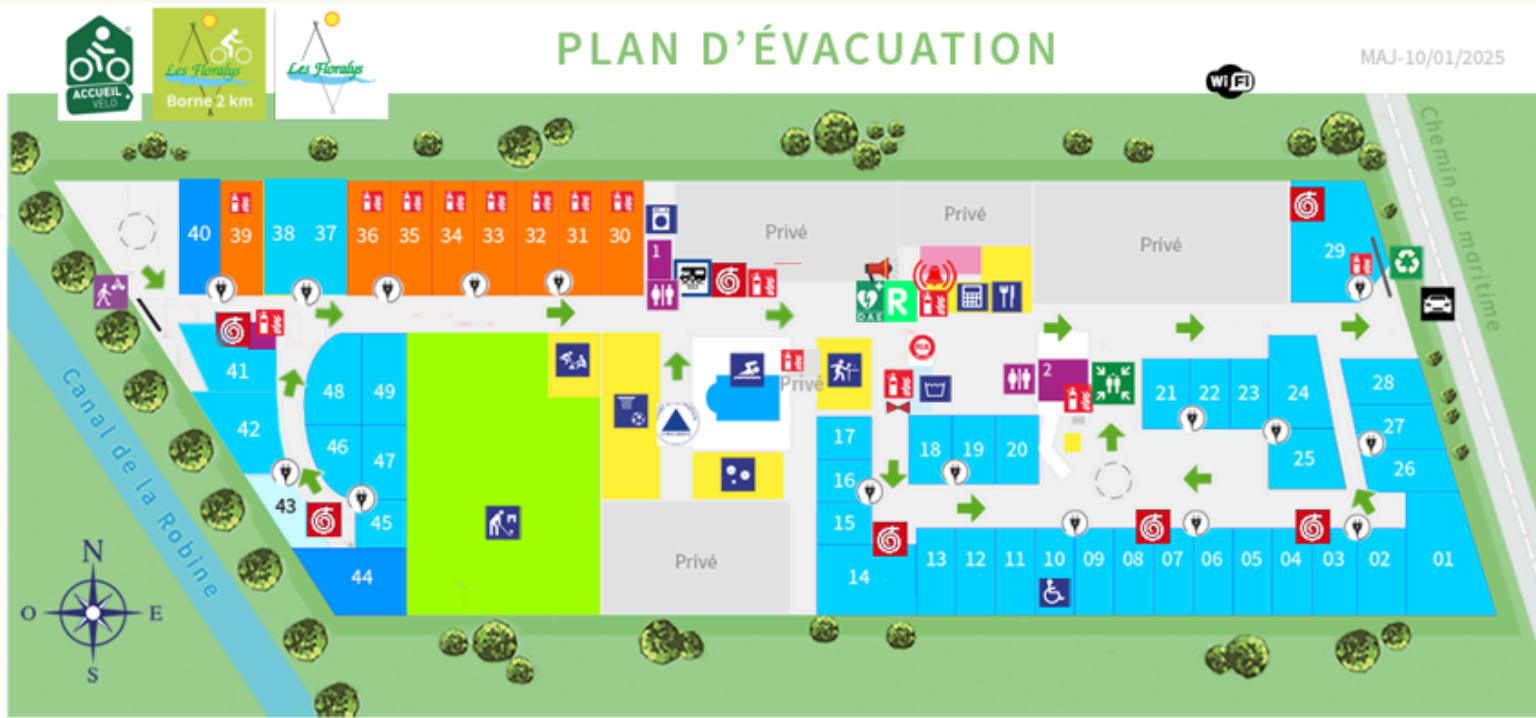 PLAN D'ÉVACUATION
MAJ-10/01/2025
ACCUEIL
VÉLO
Les Floralys
Borne 2 km
Les Floralys
WiFi
Chemin du maritime
Canal de la Robine
40 39 38 37 36 35 34 33 32 31 30
1
Privé
Privé
Privé
29
DAE
R
41
48 49
42
46
47
43
45
44
Privé
2
21 22 23 24
28
27
26
25
17
16
15
14
18 19 20
Privé
13 12 11 10 09 08 07 06 05 04 03 02 01
N
O
E
S